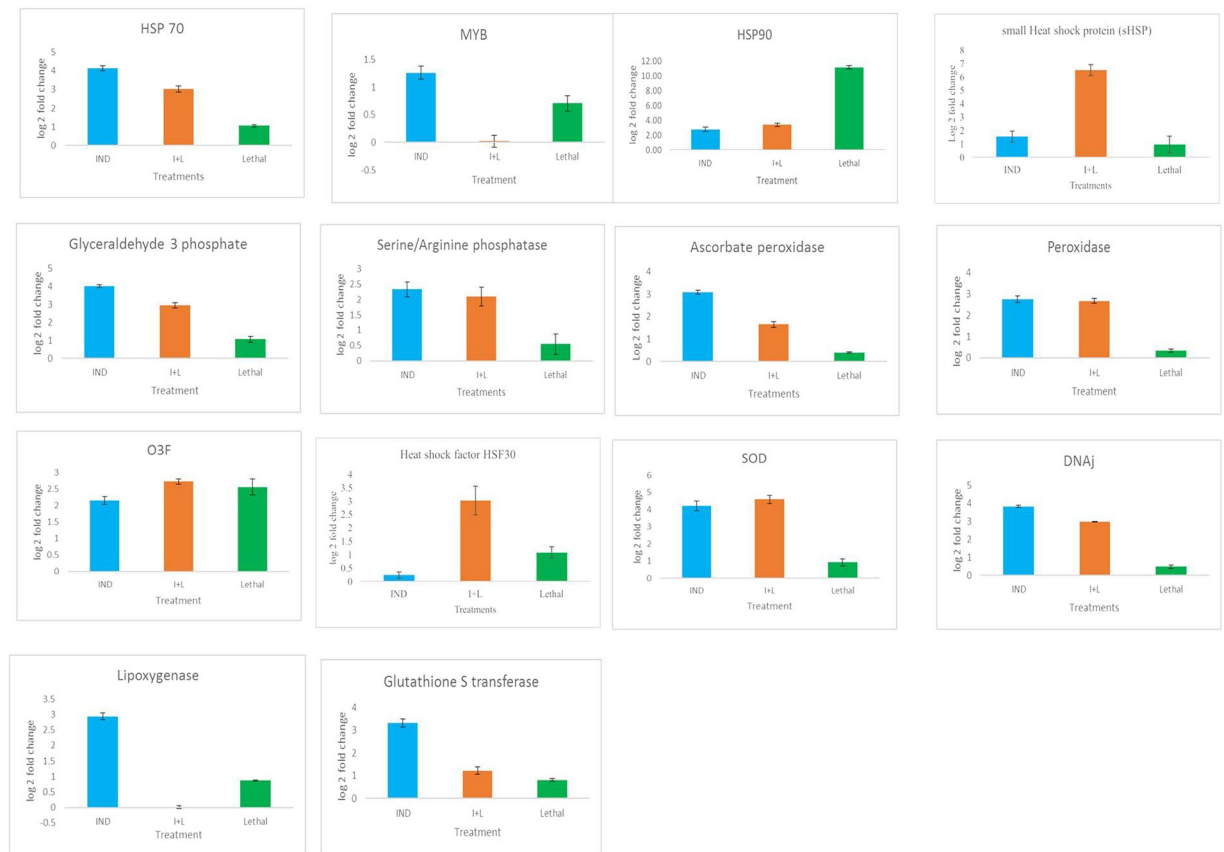 HSP 70
log 2 fold change
5
4
3
2
1
0
IND I+L Lethal
Treatments
MYB
log 2 fold change
1.5
1
0.5
0
-0.5
IND I+L Lethal
Treatment
HSP90
log 2 fold change
12.00
10.00
8.00
6.00
4.00
2.00
0.00
IND I+L Lethal
small Heat shock protein (sHSP)
Log 2 fold change
8
7
6
5
4
3
2
1
0
IND I+L Lethal
Treatments
Glyceraldehyde 3 phosphate
log 2 fold change
5
4
3
2
1
0
IND I+L Lethal
Treatment
Serine/Arginine phosphatase
log 2 fold change
3
2.5
2
1.5
1
0.5
0
IND I+L Lethal
Treatment
Ascorbate peroxidase
Log 2 fold change
4
3
2
1
0
IND I+L Lethal
Treatment
Peroxidase
log 2 fold change
4
3
2
1
0
IND I+L Lethal
Treatment
O3F
log 2 fold change
3
2.5
2
1.5
1
0.5
0
IND I+L Lethal
Treatment
Heat shock factor HSF30
log 2 fold change
4
3.5
3
2.5
2
1.5
1
0.5
0
IND I+L Lethal
Treatments
SOD
log 2 fold change
6
5
4
3
2
1
0
IND I+L Lethal
Treatment
DNAj
log 2 fold change
5
4
3
2
1
0
IND I+L Lethal
Treatment
Lipoxygenase
log 2 fold change
3.5
3
2.5
2
1.5
1
0.5
0
-0.5
IND I+L Lethal
Treatment
Glutathione S transferase
log 2 fold change
4
3
2
1
0
IND I+L Lethal
Treatment